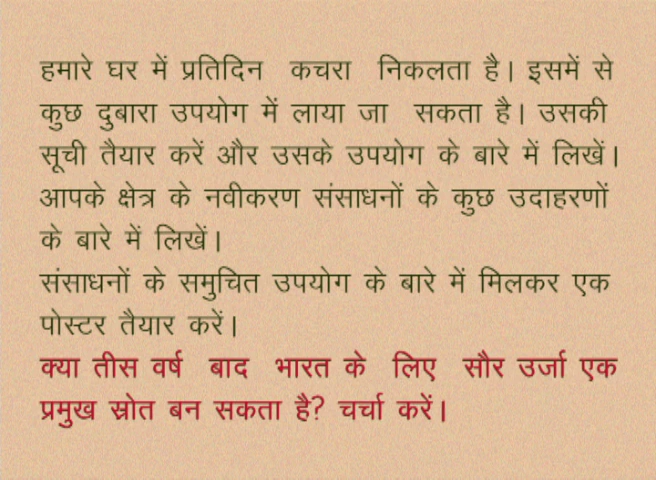 हमारे घर में प्रतिदिन कचरा निकलता है। इसमें से
कुछ दुबारा उपयोग में लाया जा सकता है। उसकी
सूची तैयार करें और उसके उपयोग के बारे में लिखें।
आपके क्षेत्र के नवीकरण संसाधनों के कुछ उदाहरणों
के बारे में लिखें।
संसाधनों के समुचित उपयोग के बारे में मिलकर एक
पोस्टर तैयार करें।
क्या तीस वर्ष बाद भारत के लिए सौर उर्जा एक
प्रमुख स्रोत बन सकता है? चर्चा करें।